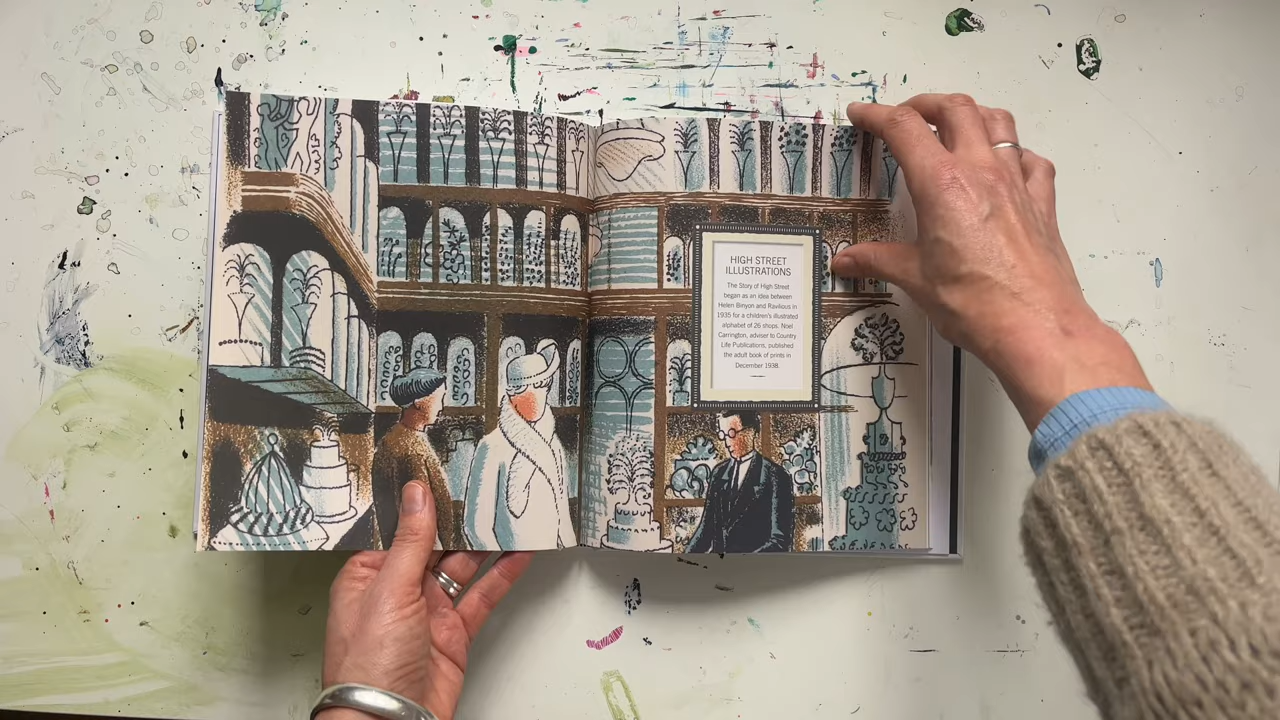 HIGH STREET
ILLUSTRATIONS
The Story of High Street
began as an idea between
Helen Binyon and Ravilious in
1935 for a children's illustrated
alphabet of 26 shops. Noel
Carrington, adviser to Country
Life Publications, published
the adult book of prints in
December 1938.